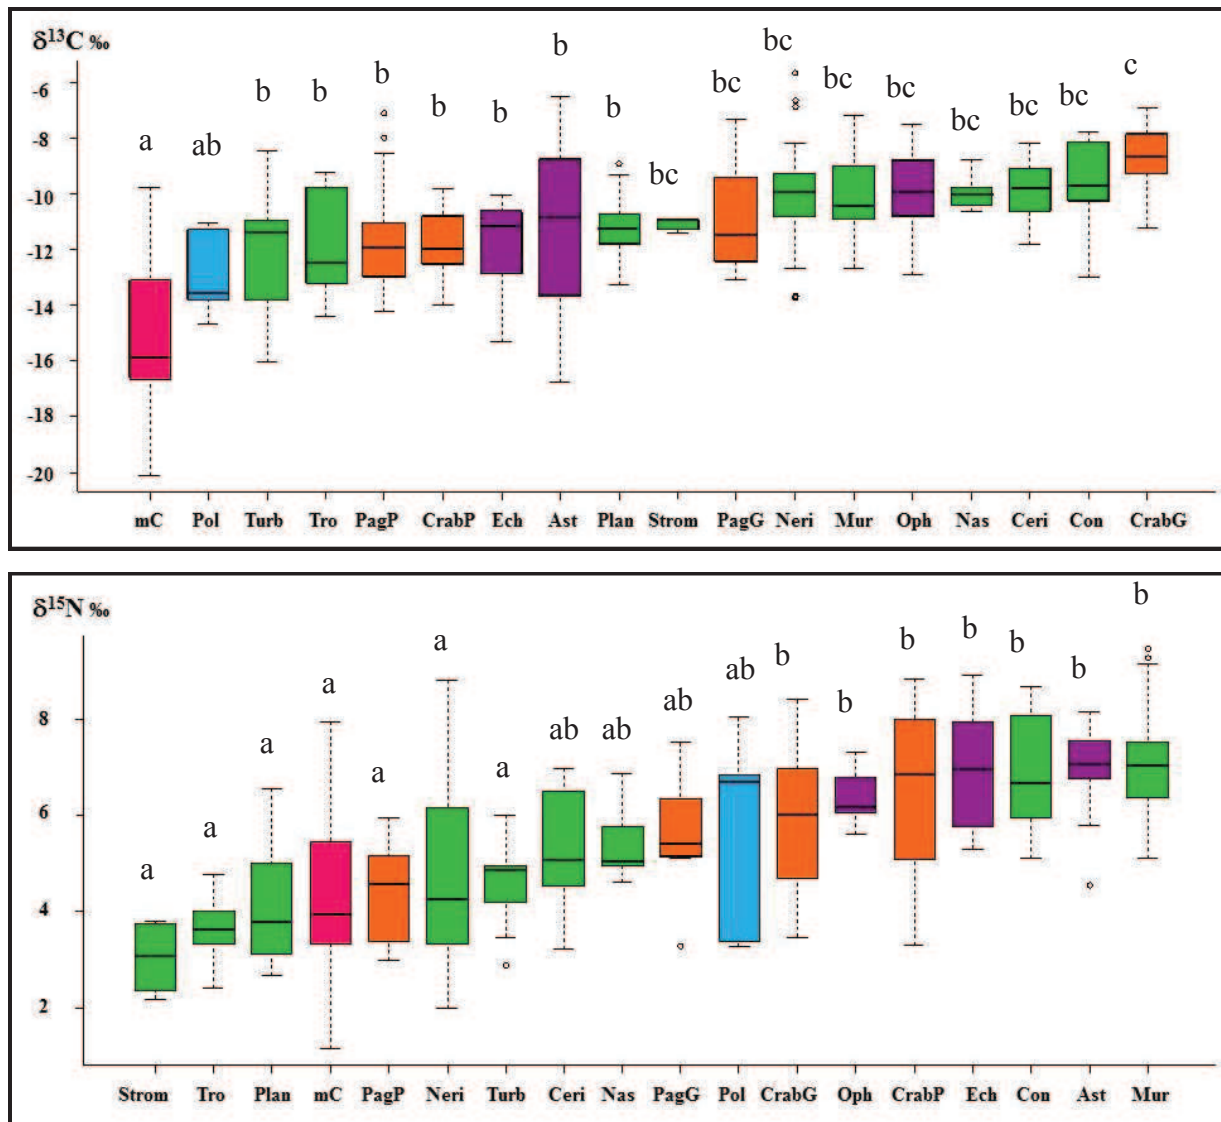 δ13C ‰
a ab b b b b b b b bc bc bc bc bc bc bc bc c
-6
-8
-10
-12
-14
-16
-18
-20
mC Pol Turb Tro PagP CrabP Ech Ast Plan Strom PagG Neri Mur Oph Nas Ceri Con CrabG
δ15N ‰
a a a a a a a ab ab ab ab b b b b b b b
8
6
4
2
Strom Tro Plan mC PagP Neri Turb Ceri Nas PagG Pol CrabG Oph CrabP Ech Con Ast Mur